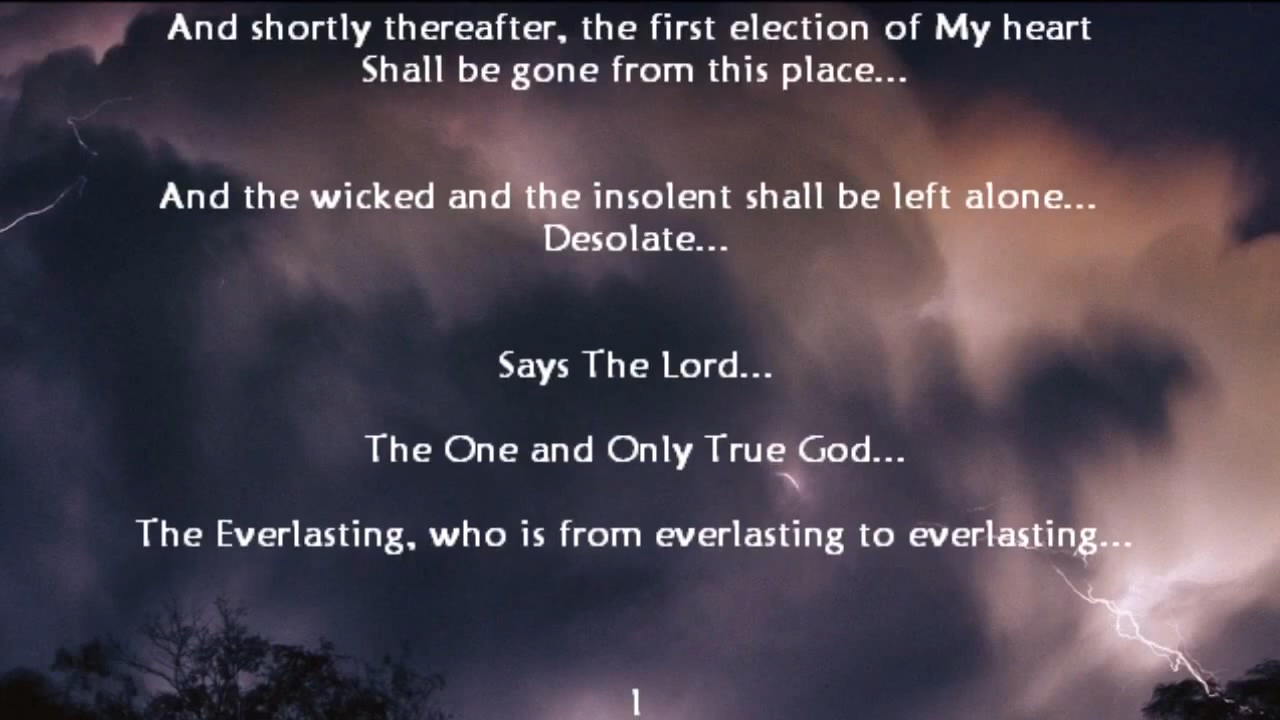 And shortly thereafter, the first election of My heart
Shall be gone from this place...
And the wicked and the insolent shall be left alone...
Desolate...
Says The Lord...
The One and Only True God...
The Everlasting, who is from everlasting to everlasting...